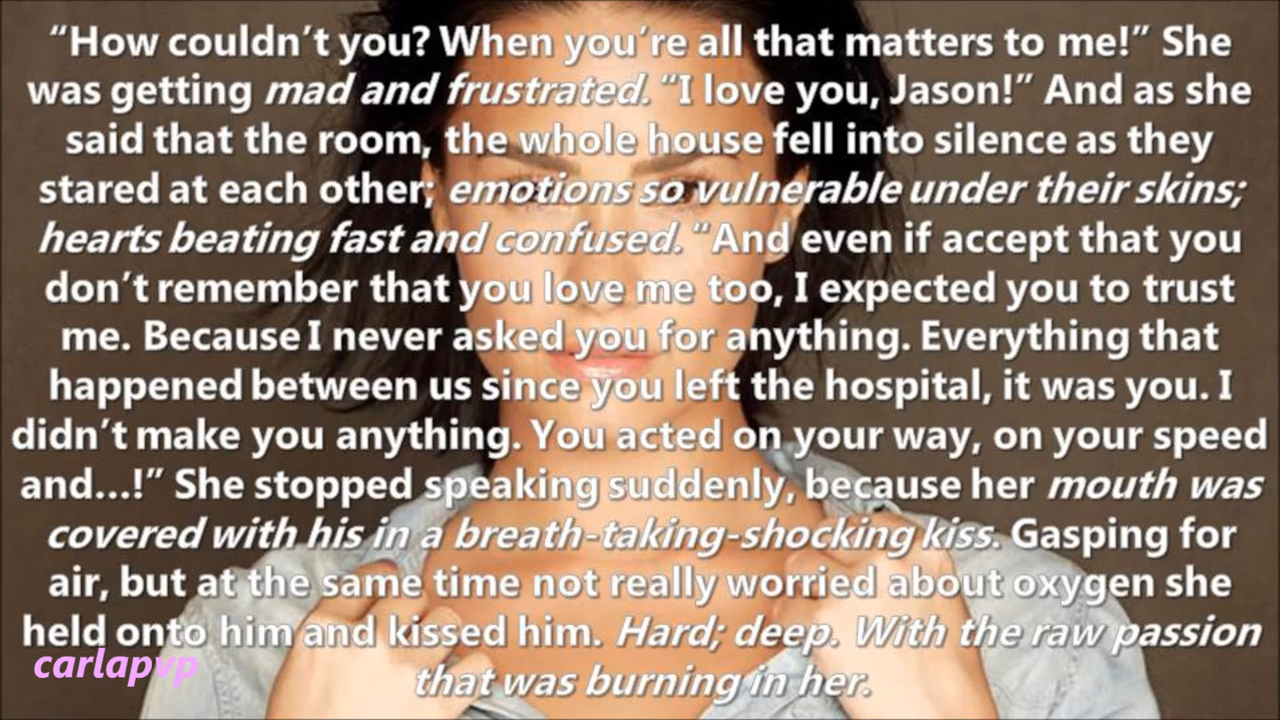 “How couldn’t you? When you’re all that matters to me!” She
was getting mad and frustrated. “I love you, Jason!” And as she
said that the room, the whole house fell into silence as they
stared at each other; emotions so vulnerable under their skins;
hearts beating fast and confused. “And even if accept that you
don’t remember that you love me too, I expected you to trust
me. Because I never asked you for anything. Everything that
happened between us since you left the hospital, it was you. I
didn’t make you anything. You acted on your way, on your speed
and...!” She stopped speaking suddenly, because her mouth was
covered with his in a breath-taking-shocking kiss. Gasping for
air, but at the same time not really worried about oxygen she
held onto him and kissed him. Hard; deep. With the raw passion
that was burning in her.
carlapvp